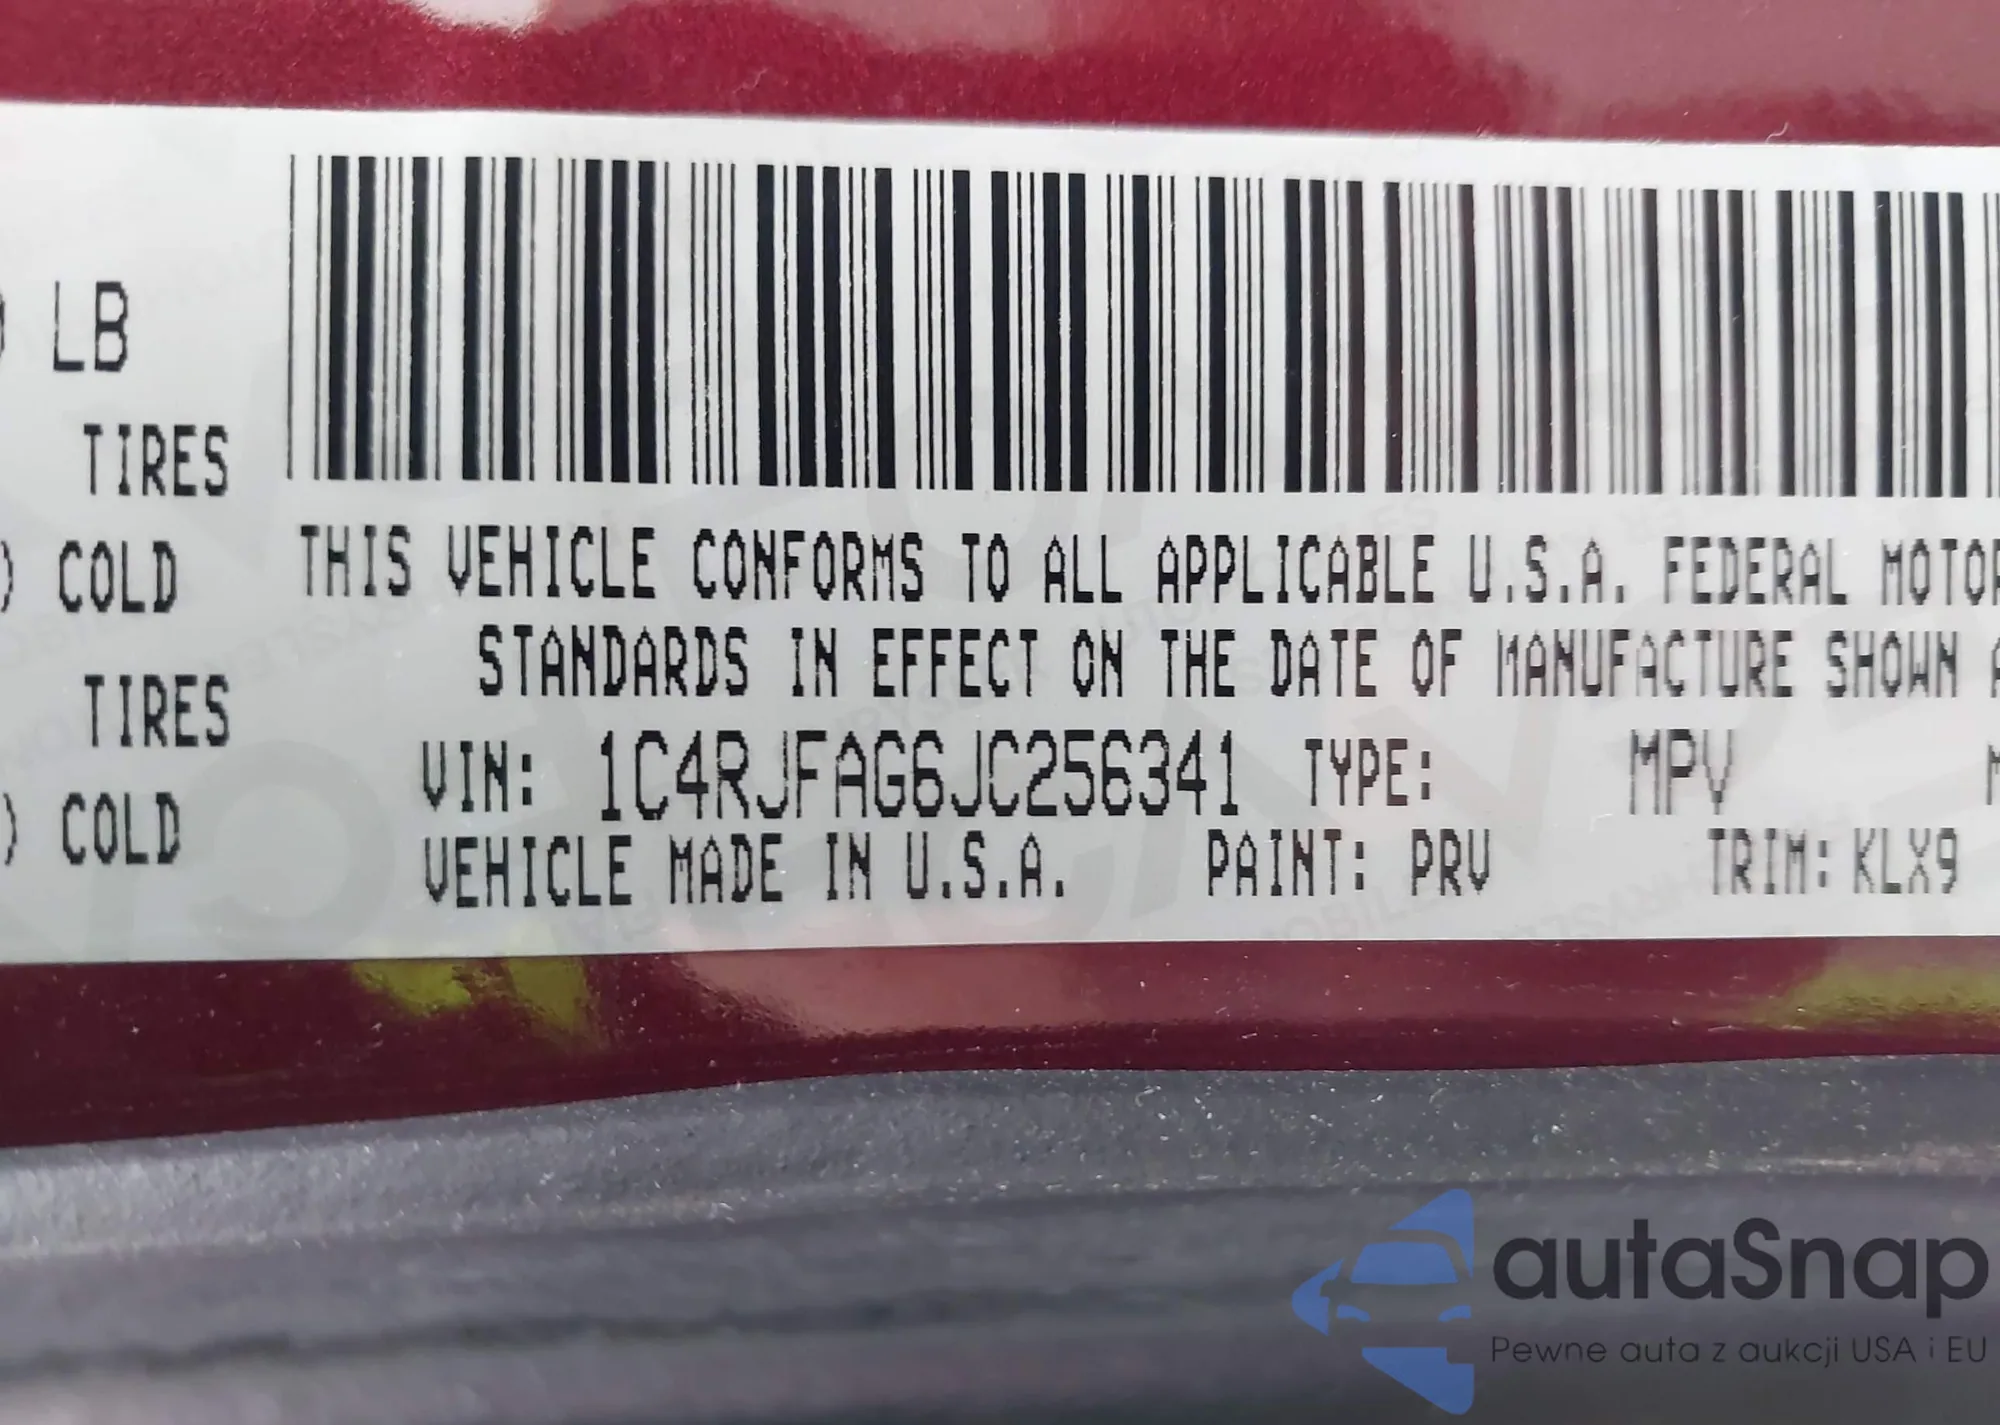 LB
TIRES
) COLD
TIRES
) COLD
THIS VEHICLE CONFORMS TO ALL APPLICABLE U.S.A. FEDERAL MOTOR
STANDARDS IN EFFECT ON THE DATE OF MANUFACTURE SHOWN A
VIN: 1C4RJFAG6JC256341 TYPE: MPV
VEHICLE MADE IN U.S.A. PAINT: PRV TRIM: KLX9
autaSnap
Pewne auta z aukcji USA i EU